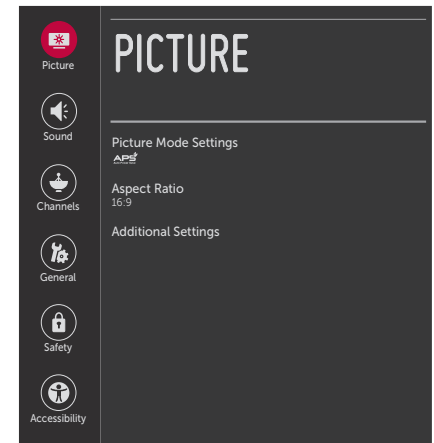 Picture
Sound
Channels
General
Safety
Accessibility
PICTURE
Picture Mode Settings
APS
Aspect Ratio
16:9
Additional Settings